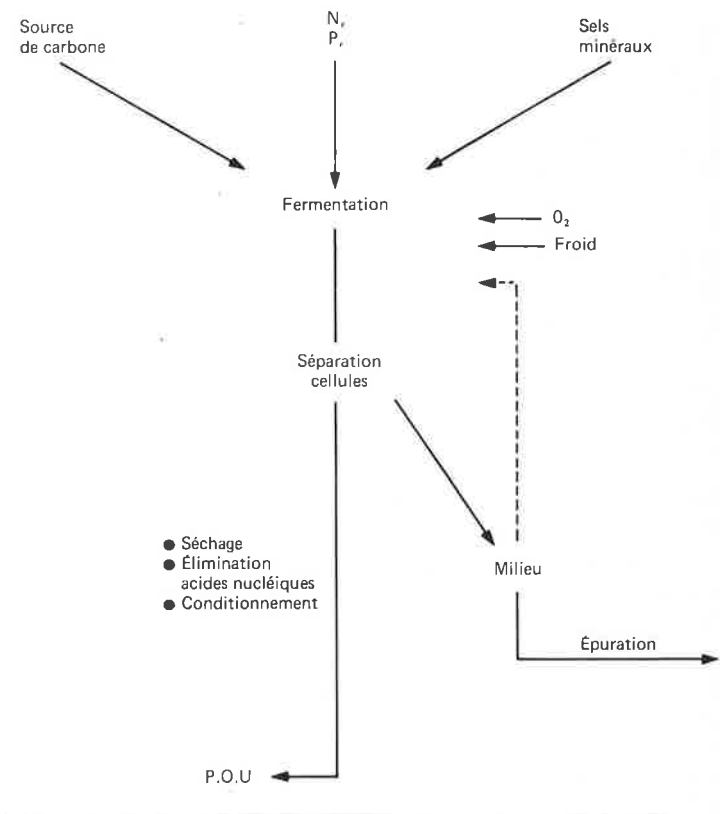 Source
de carbone
N,
P,
Sels
minéraux
Fermentation
O₂
Froid
Séparation
cellules
● Séchage
● Élimination
acides nucléiques
● Conditionnement
Milieu
Épuration
P.O.U